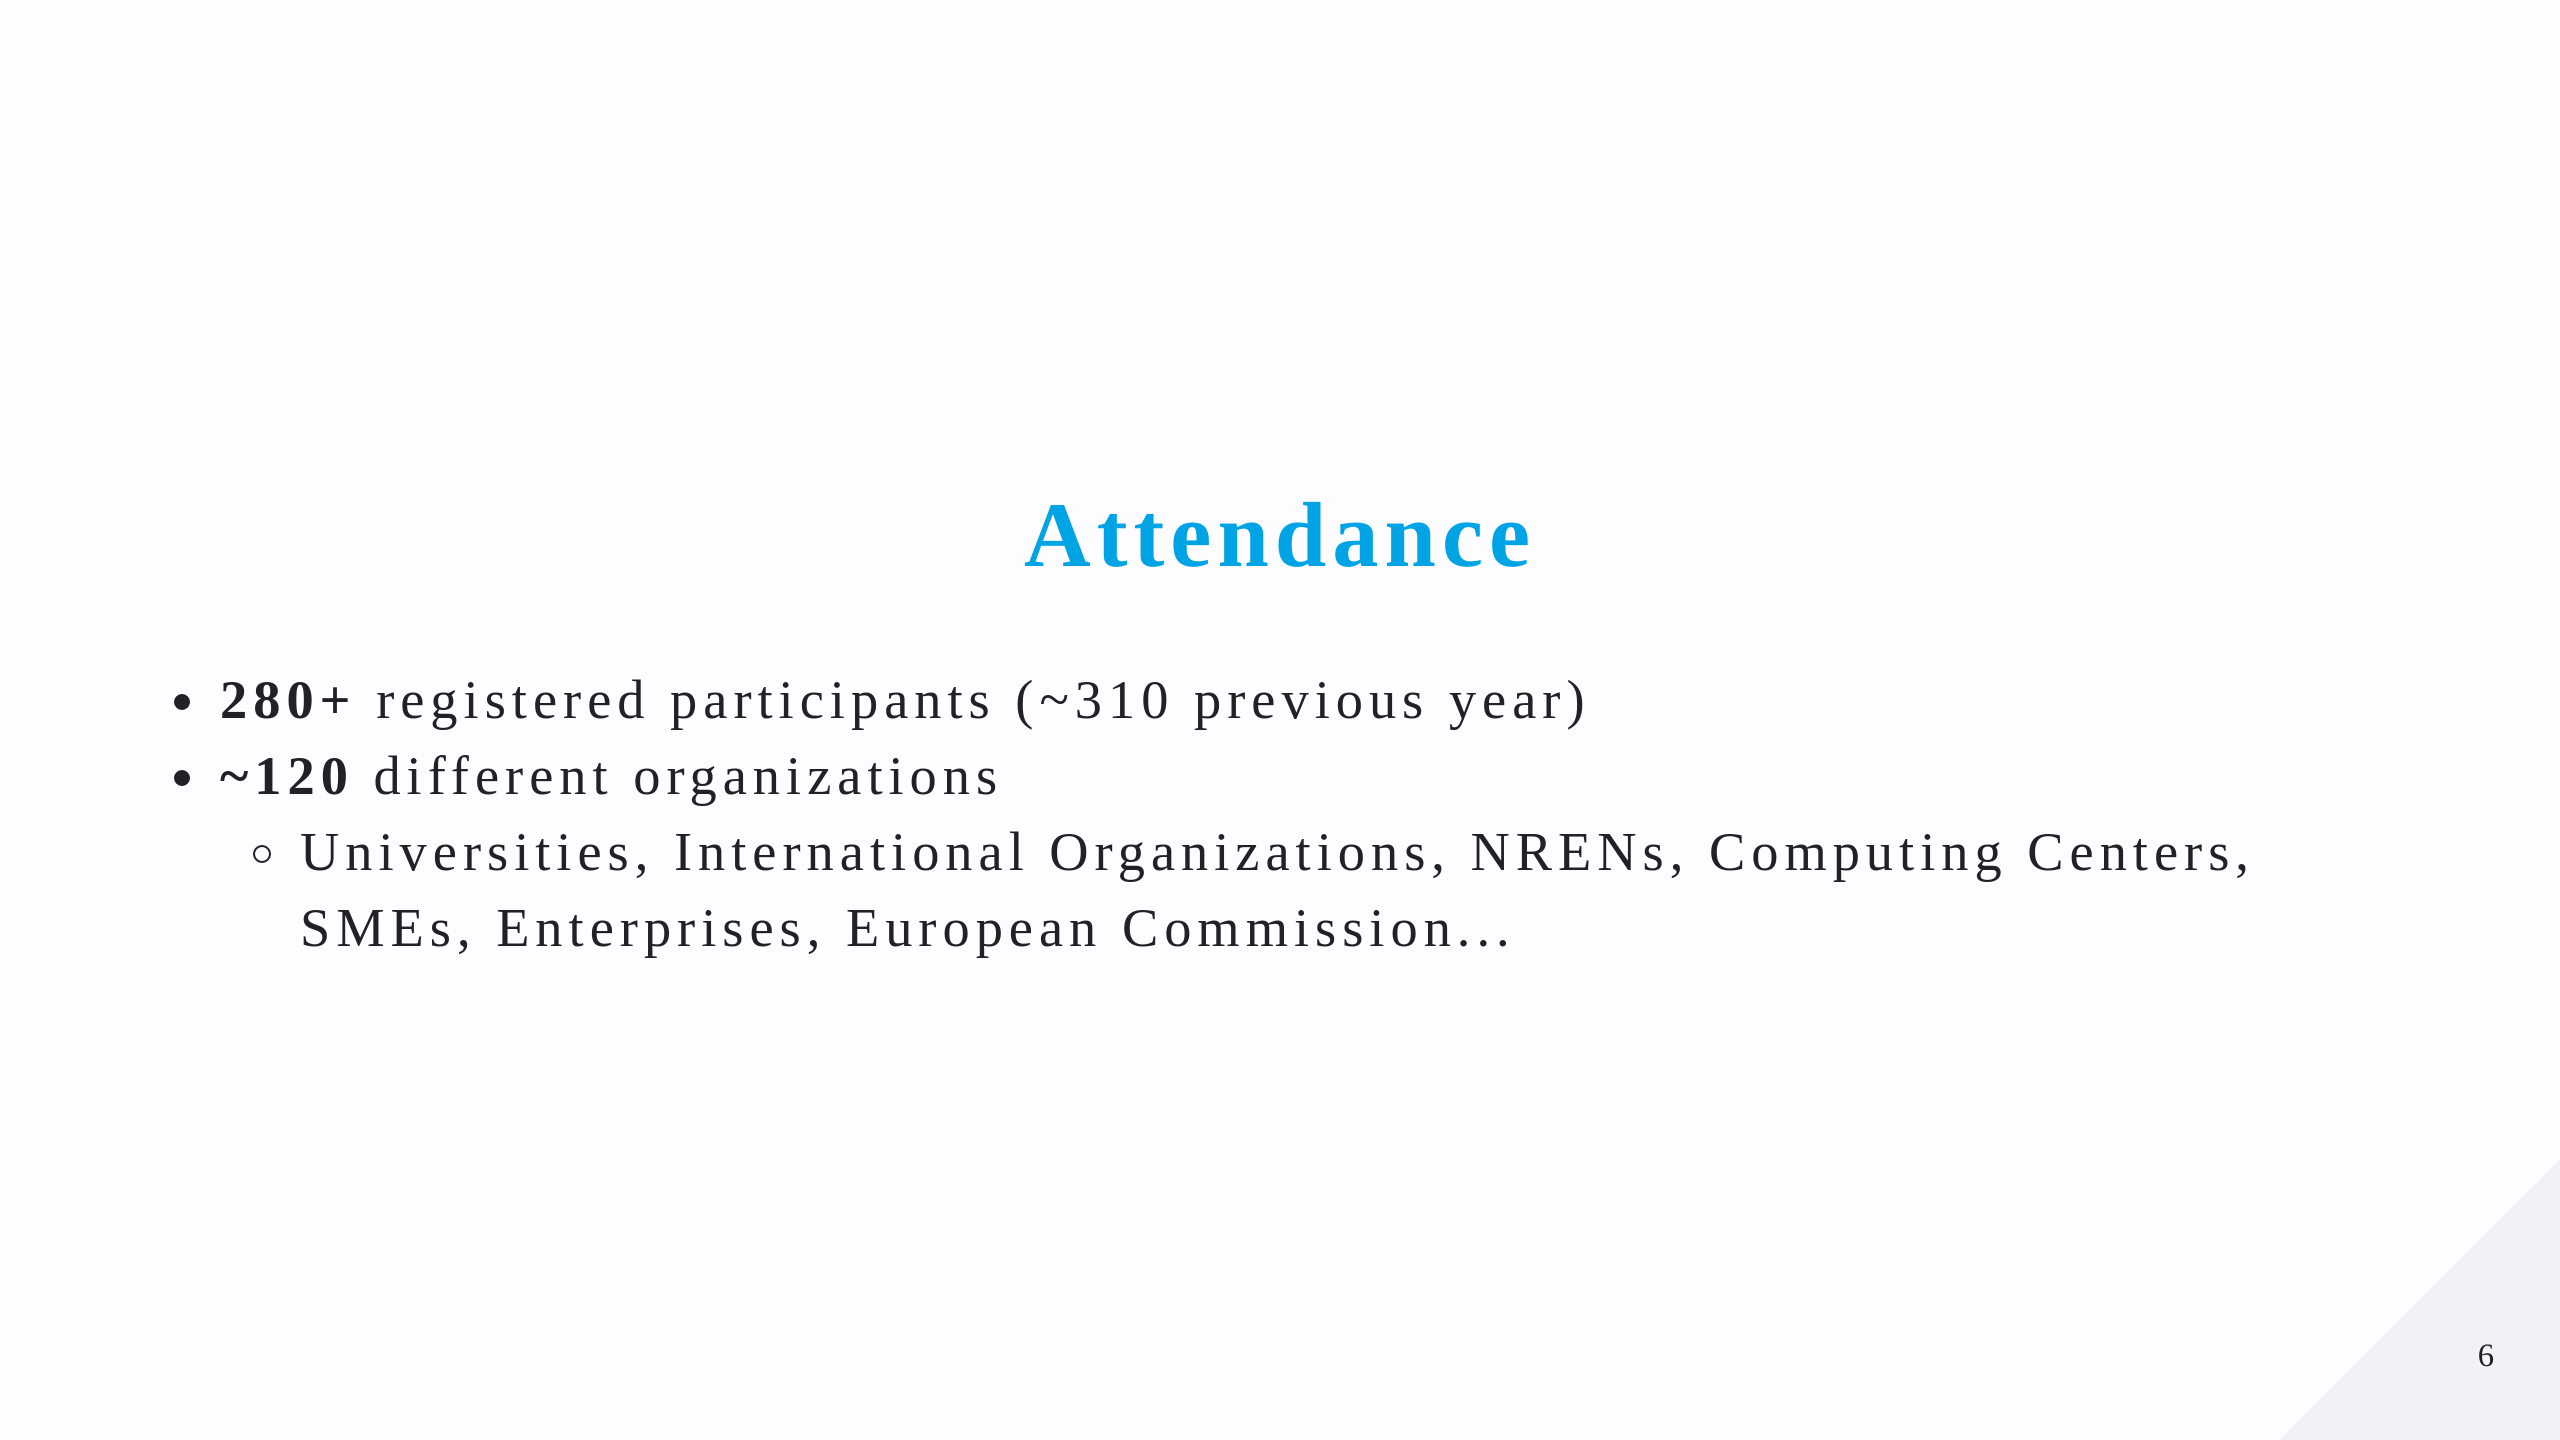 Attendance
280+ registered participants (~310 previous year)
~120 different organizations
Universities, International Organizations, NRENs, Computing Centers,
SMEs, Enterprises, European Commission...
6